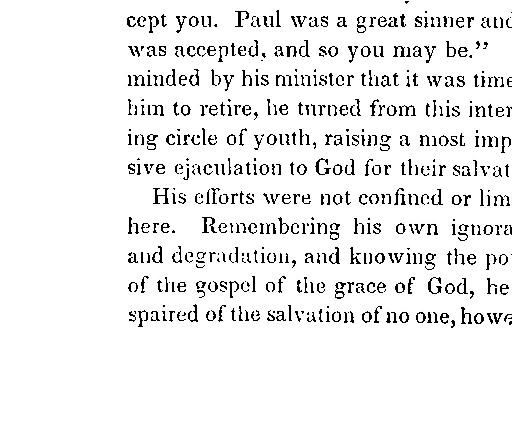 cept you. Paul was a great sinner and
was accepted, and so you may be."
minded by his minister that it was time
him to retire, he turned from this inter
ing circle of youth, raising a most imp
sive ejaculation to God for their salvat
His efforts were not confined or lim
here. Remembering his own ignora
and degradation, and knowing the po
of the gospel of the grace of God, he
spaired of the salvation of no one, howe